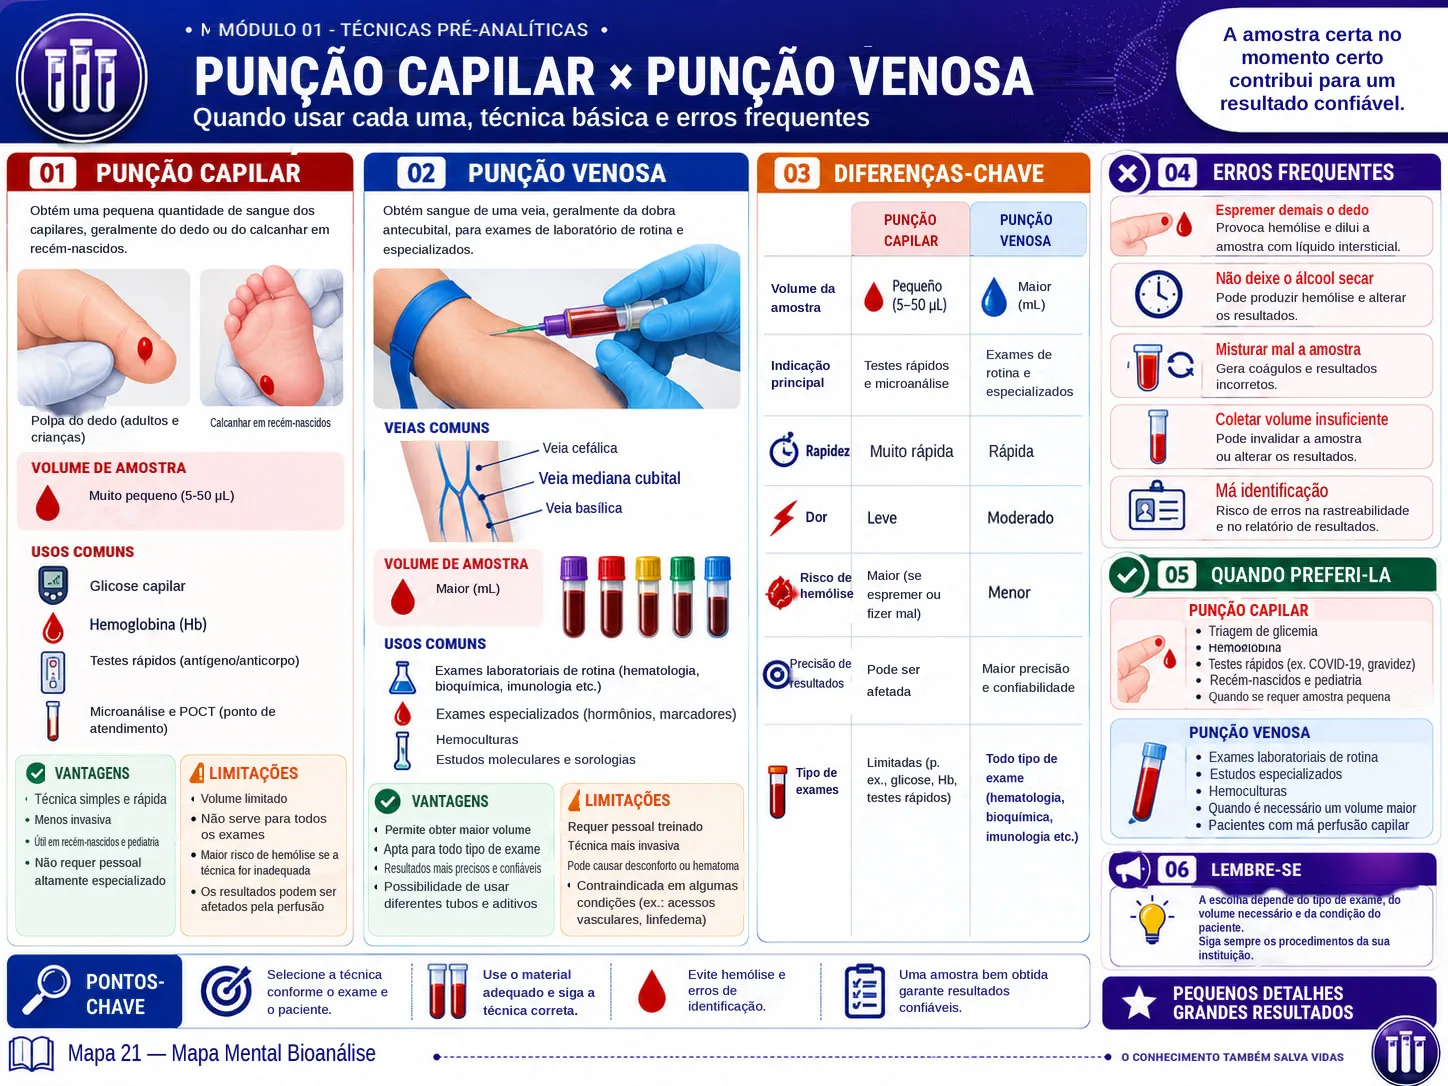 • M MÓDULO 01 - TÉCNICAS PRÉ-ANALÍTICAS •
PUNÇÃO CAPILAR × PUNÇÃO VENOSA
Quando usar cada uma, técnica básica e erros frequentes
A amostra certa no
momento certo
contribui para um
resultado confiável.
01 PUNÇÃO CAPILAR
Obtém uma pequena quantidade de sangue dos
capilares, geralmente do dedo ou do calcanhar em
recém-nascidos.
Polpa do dedo (adultos e
crianças)
Calcanhar em recém-nascidos
VOLUME DE AMOSTRA
Muito pequeno (5-50 µL)
USOS COMUNS
Glicose capilar
Hemoglobina (Hb)
Testes rápidos (antígeno/anticorpo)
Microanálise e POCT (ponto de
atendimento)
VANTAGENS
Técnica simples e rápida
• Menos invasiva
• Útil em recém-nascidos e pediatria
• Não requer pessoal
altamente especializado
LIMITAÇÕES
• Volume limitado
• Não serve para todos
os exames
• Maior risco de hemólise se a
técnica for inadequada
• Os resultados podem ser
afetados pela perfusão
02 PUNÇÃO VENOSA
Obtém sangue de uma veia, geralmente da dobra
antecubital, para exames de laboratório de rotina e
especializados.
VEIAS COMUNS
Veia cefálica
Veia mediana cubital
Veia basílica
VOLUME DE AMOSTRA
Maior (mL)
USOS COMUNS
Exames laboratoriais de rotina (hematologia,
bioquímica, imunologia etc.)
Exames especializados (hormônios, marcadores)
Hemoculturas
Estudos moleculares e sorologias
VANTAGENS
• Permite obter maior volume
• Apta para todo tipo de exame
• Resultados mais precisos e confiáveis
• Possibilidade de usar
diferentes tubos e aditivos
LIMITAÇÕES
Requer pessoal treinado
Técnica mais invasiva
Pode causar desconforto ou hematoma
• Contraindicada em algumas
condições (ex.: acessos
vasculares, linfedema)
03 DIFERENÇAS-CHAVE
PUNÇÃO
CAPILAR
PUNÇÃO
VENOSA
Volume da
amostra
Pequeño
(5–50 µL)
Maior
(mL)
Indicação
principal
Testes rápidos
e microanálise
Exames de
rotina e
especializados
Rapidez
Muito rápida
Rápida
Dor
Leve
Moderado
Risco de
hemólise
Maior (se
espremer ou
fizer mal)
Menor
Precisão de
resultados
Pode ser
afetada
Maior precisão
e confiabilidade
Tipo de
exames
Limitadas (p.
ex., glicose, Hb,
testes rápidos)
Todo tipo de
exame
(hematologia,
bioquímica,
imunologia etc.)
04 ERROS FREQUENTES
Espremer demais o dedo
Provoca hemólise e dilui a
amostra com líquido intersticial.
Não deixe o álcool secar
Pode produzir hemólise e alterar
os resultados.
Misturar mal a amostra
Gera coágulos e resultados
incorretos.
Coletar volume insuficiente
Pode invalidar a amostra
ou alterar os resultados.
Má identificação
Risco de erros na rastreabilidade
e no relatório de resultados.
05 QUANDO PREFERI-LA
PUNÇÃO CAPILAR
• Triagem de glicemia
• Hemoglobina
• Testes rápidos (ex. COVID-19, gravidez)
• Recém-nascidos e pediatria
• Quando se requer amostra pequena
PUNÇÃO VENOSA
• Exames laboratoriais de rotina
• Estudos especializados
• Hemoculturas
• Quando é necessário um volume maior
• Pacientes com má perfusão capilar
06 LEMBRE-SE
A escolha depende do tipo de exame, do
volume necessário e da condição do
paciente.
Siga sempre os procedimentos da sua
instituição.
PONTOS-
CHAVE
Selecione a técnica
conforme o exame e
o paciente.
Use o material
adequado e siga a
técnica correta.
Evite hemólise e
erros de
identificação.
Uma amostra bem obtida
garante resultados
confiáveis.
PEQUENOS DETALHES
GRANDES RESULTADOS
Mapa 21 — Mapa Mental Bioanálise
O CONHECIMENTO TAMBÉM SALVA VIDAS